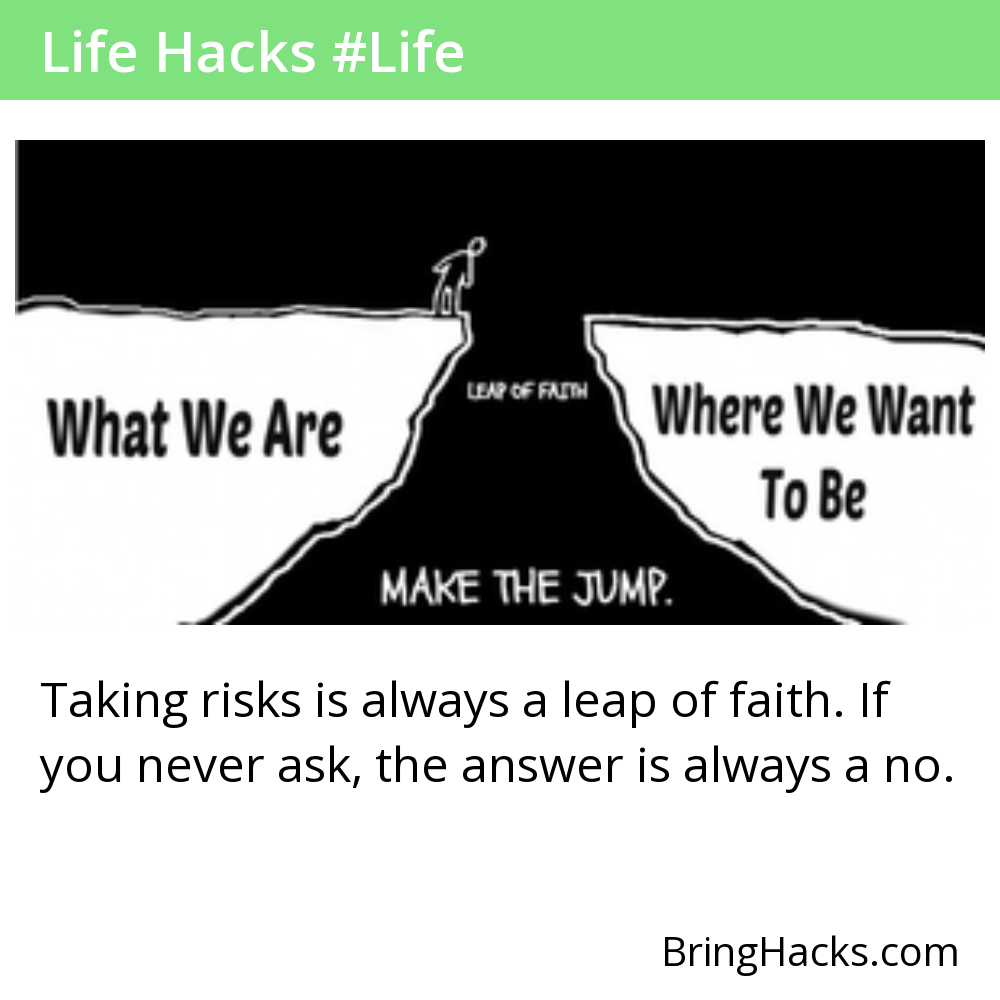 Life Hacks #Life
What We Are
LEAP OF FAITH
Where We Want
To Be
MAKE THE JUMP.
Taking risks is always a leap of faith. If
you never ask, the answer is always a no.
BringHacks.com